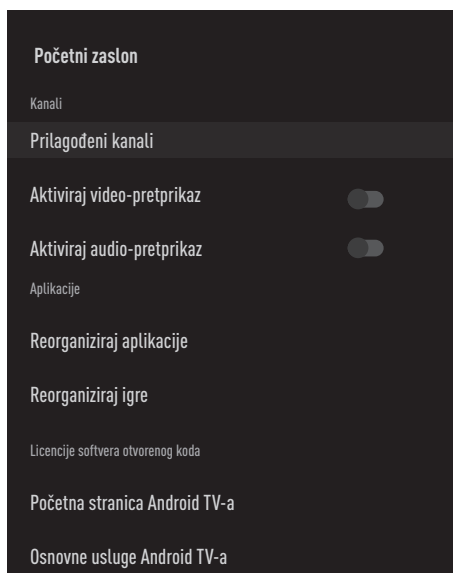 Početni zaslon
Kanali
Prilagođeni kanali
Aktiviraj video-pretprikaz
Aktiviraj audio-pretprikaz
Aplikacije
Reorganiziraj aplikacije
Reorganiziraj igre
Licencije softvera otvorenog koda
Početna stranica Android TV-a
Osnovne usluge Android TV-a